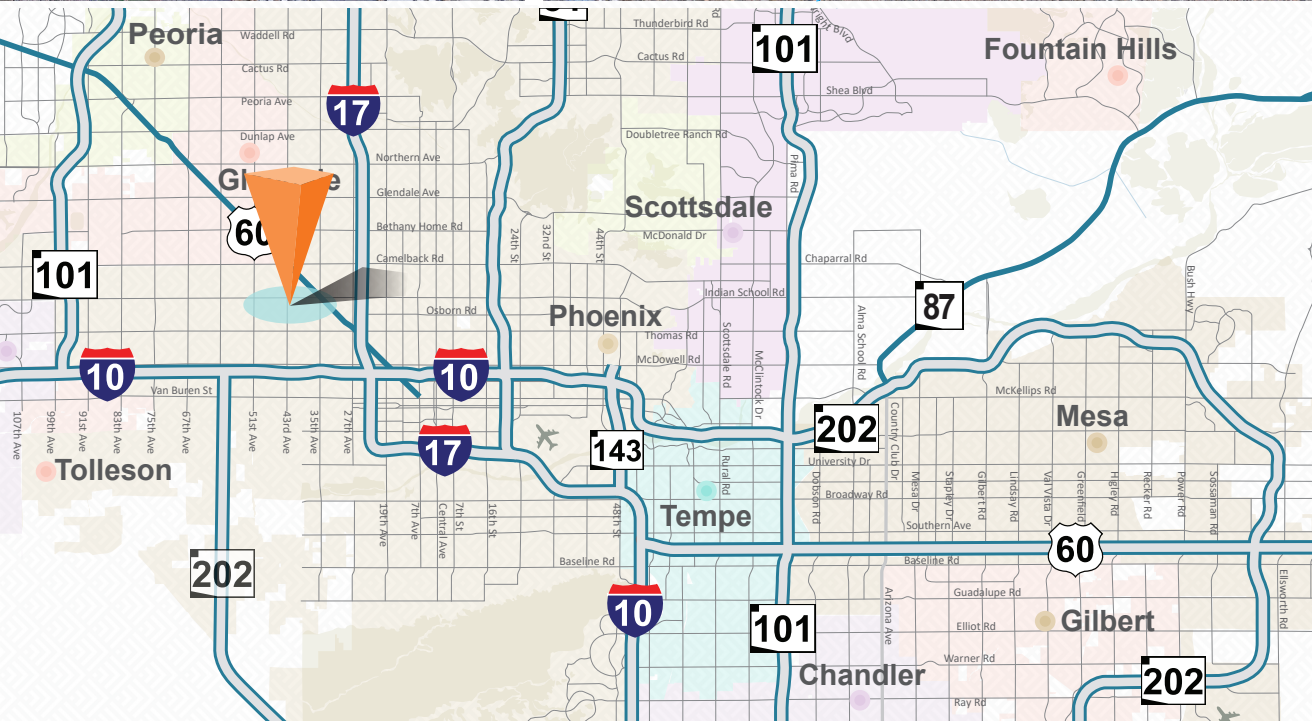 Peoria
Waddell Rd
Cactus Rd
Peoria Ave
Dunlap Ave
17
Thunderbird Rd
Cactus Rd
101
Shea Blvd
Fountain Hills
Doubletree Ranch Rd
Northern Ave
Glendale Ave
Bethany Home Rd
Camelback Rd
Osborn Rd
60
101
24th St
32nd St
44th St
Scottsdale
McDonald Dr
Pima Rd
Chaparral Rd
Indian School Rd
Phoenix
Thomas Rd
McDowell Rd
Scottsdale Rd
McClintock Dr
Alma School Rd
87
Bush Hwy
10
10
Van Buren St
107th Ave
99th Ave
91st Ave
83rd Ave
75th Ave
67th Ave
51st Ave
43rd Ave
35th Ave
27th Ave
Tolleson
17
143
202
McKellips Rd
Mesa
Country Club Dr
University Dr
Dobson Rd
Broadway Rd
Mesa Dr
Stapley Dr
Gilbert Rd
Lindsay Rd
Val Vista Dr
Greenfield
Higley Rd
Recker Rd
Power Rd
Sossaman Rd
Rural Rd
Tempe
19th Ave
7th Ave
Central Ave
7th St
16th St
48th St
Southern Ave
60
Baseline Rd
Baseline Rd
202
10
101
Arizona Ave
Guadalupe Rd
Elliot Rd
Gilbert
Warner Rd
Chandler
Ray Rd
202
Ellsworth Rd